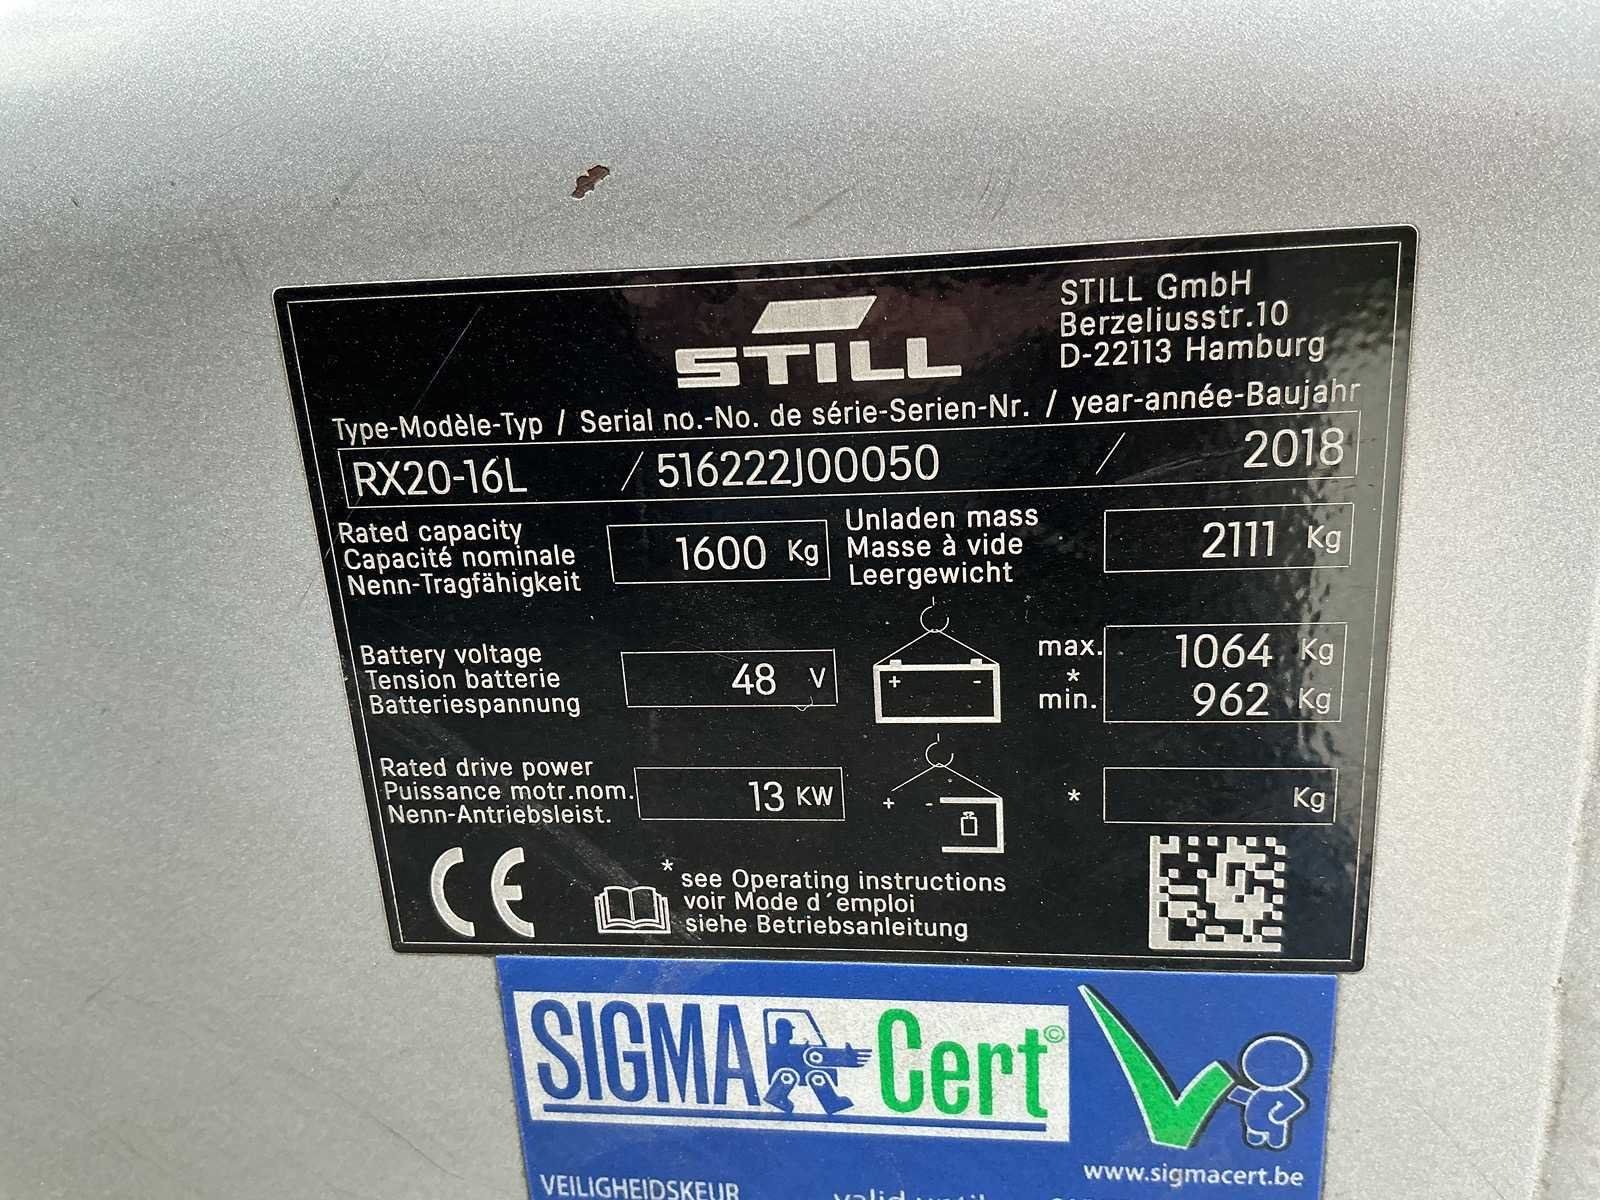 STILL
STILL GmbH
Berzeliusstr.10
D-22113 Hamburg
Type-Modèle-Typ / Serial no.-No. de série-Serien-Nr. / year-année-Baujahr
RX20-16L / 516222J00050 / 2018
Rated capacity
Capacité nominale
Nenn-Tragfähigkeit
1600 Kg
Unladen mass
Masse à vide
Leergewicht
2111 Kg
Battery voltage
Tension batterie
Batteriespannung
48 V
+ -
max. 1064 Kg
*
min. 962 Kg
Rated drive power
Puissance motr.nom.
Nenn-Antriebsleist.
13 KW
+ -
* Kg
CE
* see Operating instructions
voir Mode d´emploi
siehe Betriebsanleitung
SIGMA Cert©
www.sigmacert.be
VEILIGHEIDSKEUR
valid until